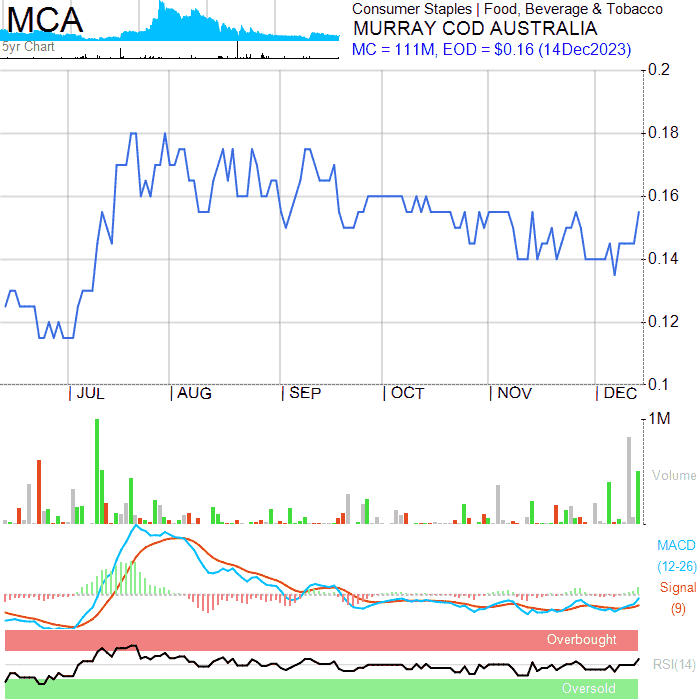 MCA
5yr Chart
Consumer Staples | Food, Beverage & Tobacco
MURRAY COD AUSTRALIA
MC = 111M, EOD = $0.16 (14Dec2023)
0.2
0.18
0.16
0.14
0.12
0.1
JUL AUG SEP OCT NOV DEC
1M
Volume
MACD
(12-26)
Signal
(9)
Overbought
RSI(14)
Oversold